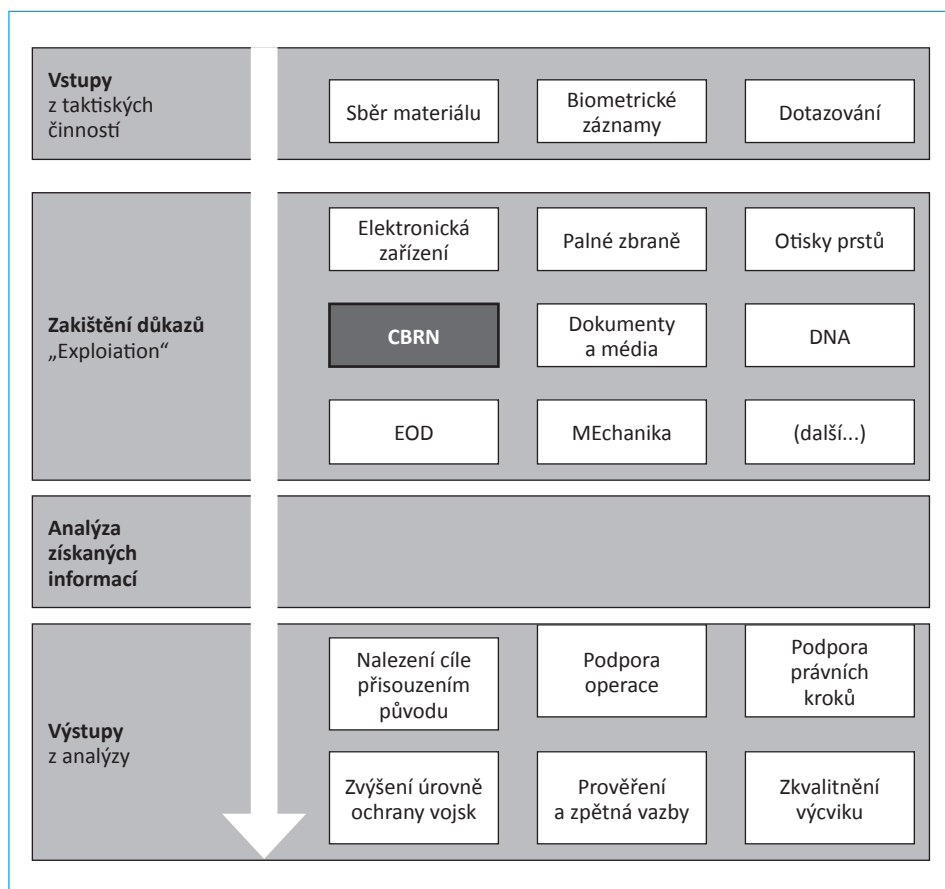 Vstupy
z taktiských
činností
Sběr materiálu
Biometrické
záznamy
Dotazování
Zakištění důkazů
„Exploiation“
Elektronická
zařízení
Palné zbraně
Otisky prstů
CBRN
Dokumenty
a média
DNA
EOD
MEchanika
(další...)
Analýza
získaných
informací
Výstupy
z analýzy
Nalezení cíle
přisouzením
původu
Podpora
operace
Podpora
právních
kroků
Zvýšení úrovně
ochrany vojsk
Prověření
a zpětná vazby
Zkvalitnění
výcviku